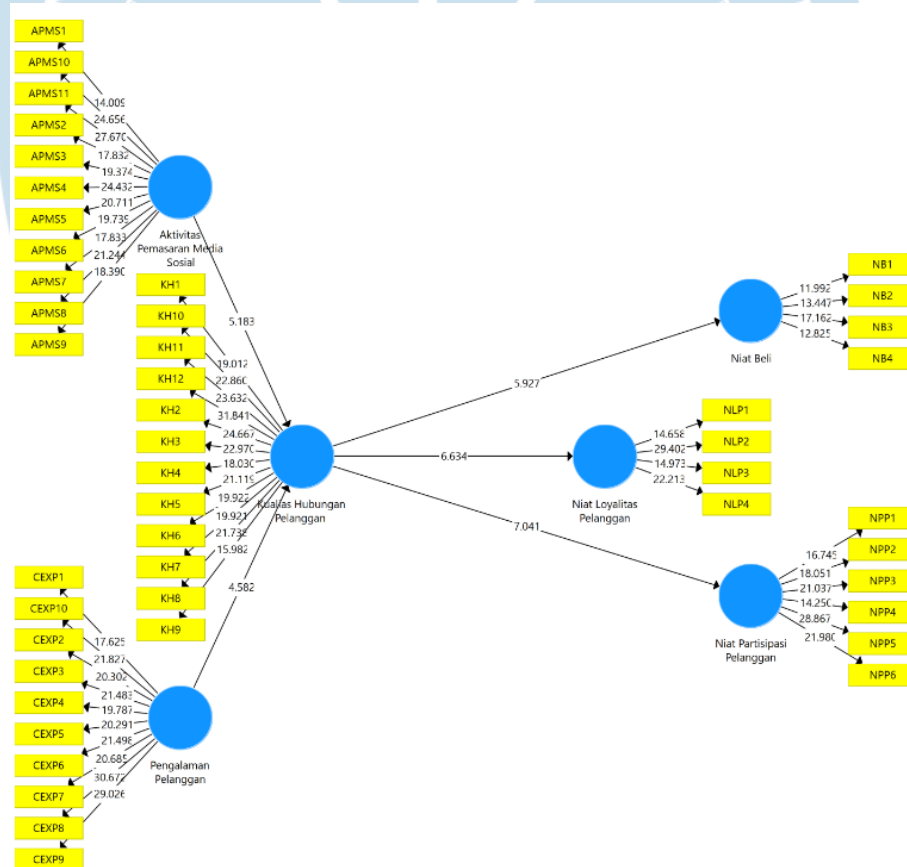 APMS1
APMS10
APMS11
APMS2
APMS3
APMS4
APMS5
APMS6
APMS7
APMS8
APMS9
14.009
24.656
27.670
17.832
19.374
24.432
20.711
19.739
17.833
21.244
18.390
Aktivitas
Pemasaran Media
Sosial
5.183
KH1
KH10
KH11
KH12
KH2
KH3
KH4
KH5
KH6
KH7
KH8
KH9
19.012
22.860
23.632
31.841
24.667
22.970
18.030
21.119
19.922
19.921
21.738
15.982
Kualitas Hubungan
Pelanggan
4.582
CEXP1
CEXP10
CEXP2
CEXP3
CEXP4
CEXP5
CEXP6
CEXP7
CEXP8
CEXP9
17.625
21.827
20.302
21.483
19.787
20.291
21.498
20.685
30.672
29.026
Pengalaman
Pelanggan
5.927
6.634
7.041
Niat Beli
11.992
13.447
17.162
12.825
NB1
NB2
NB3
NB4
Niat Loyalitas
Pelanggan
14.658
29.402
14.973
22.213
NLP1
NLP2
NLP3
NLP4
Niat Partisipasi
Pelanggan
16.745
18.051
21.037
14.250
28.867
21.980
NPP1
NPP2
NPP3
NPP4
NPP5
NPP6